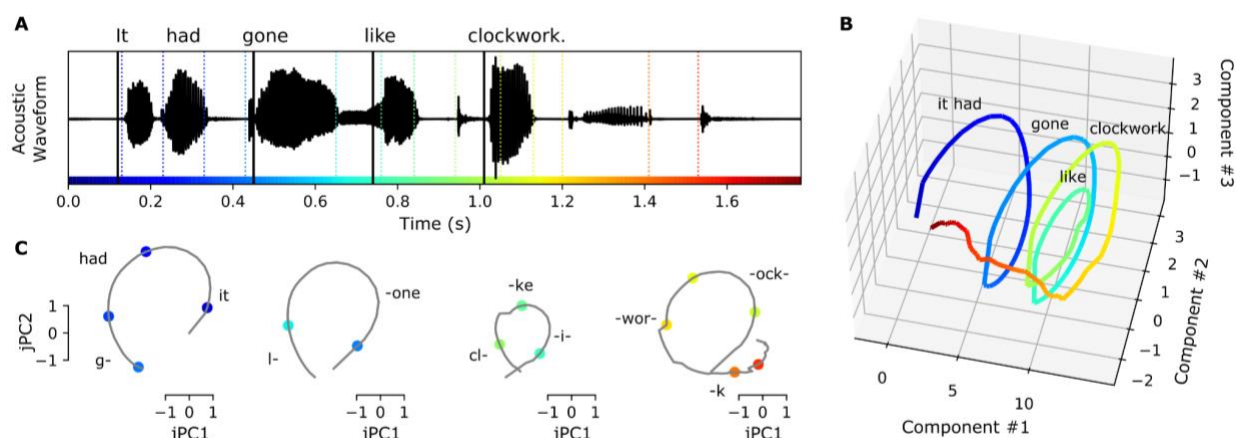 A
It had gone like clockwork.
Acoustic
Waveform
0.0 0.2 0.4 0.6 0.8 1.0 1.2 1.4 1.6
Time (s)
B
it had
gone
clockwork
like
3
2
1
0
−1
Component #3
3
2
1
0
−1
−2
Component #2
0
5
10
Component #1
C
jPC2
1
0
−1
had
it
g-
−1 0 1
-one
l-
−1 0 1
jPC1
-ke
-i-
cl-
−1 0 1
jPC1
-ock-
-wor-
-k
−1 0 1
jPC1
jPC1